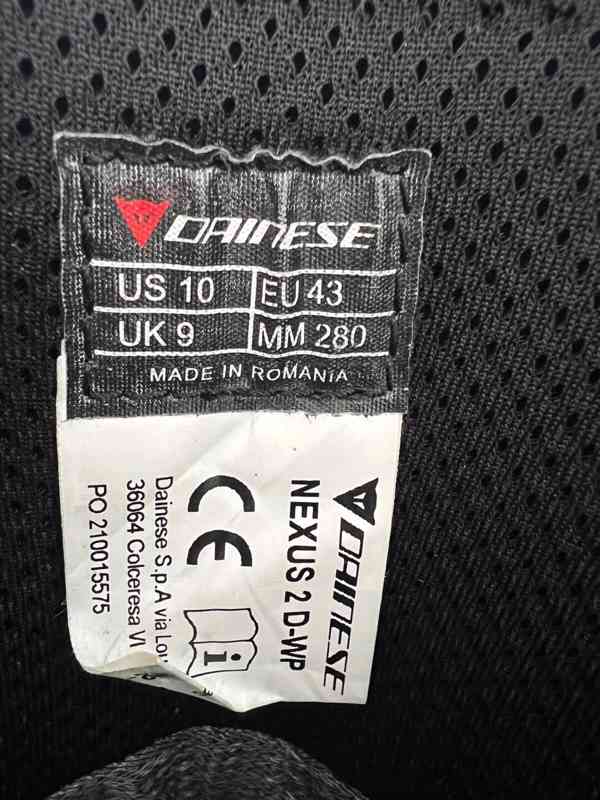 DAINESE
US 10 EU 43
UK 9 MM 280
MADE IN ROMANIA
DAINESE
NEXUS 2 D-WP
CE
i
Dainese S.p.A via
36064 Colceresa VI
PO 210015575